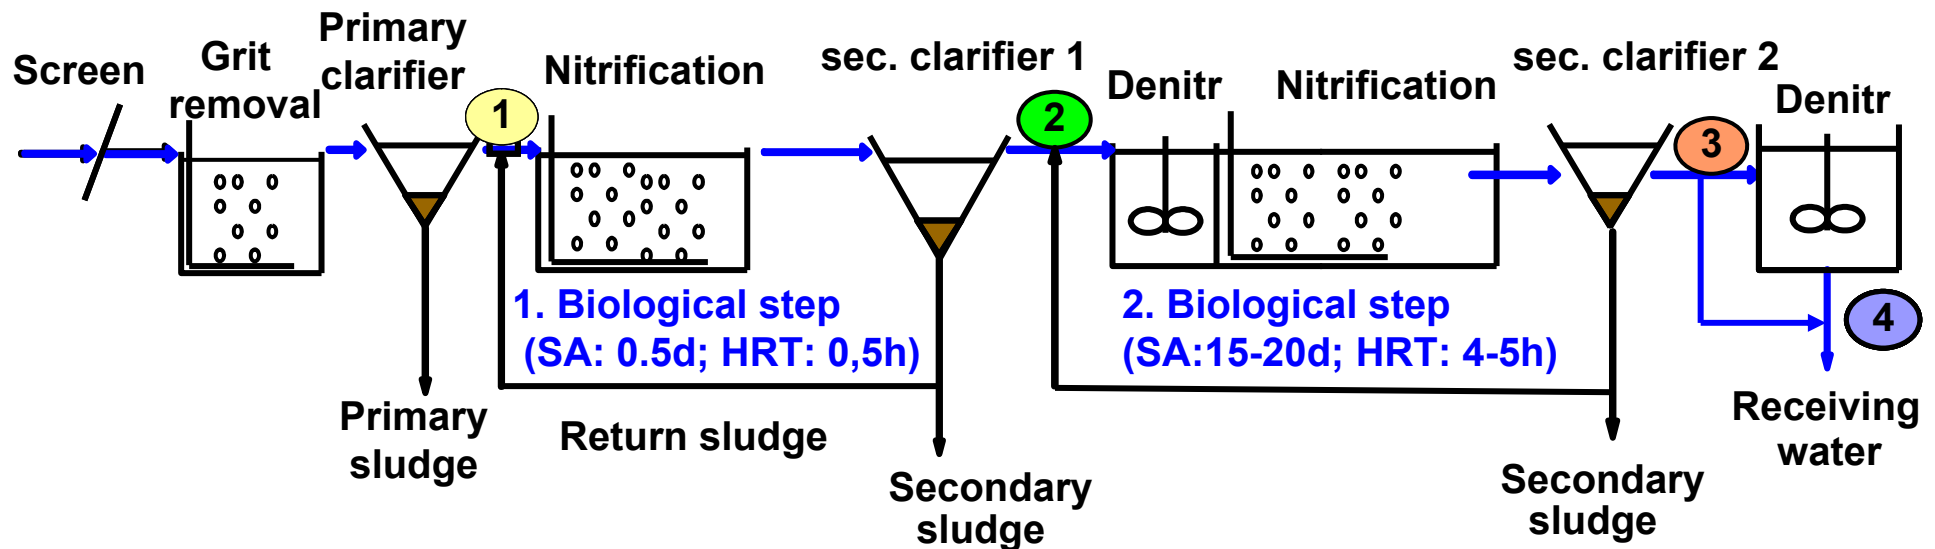 Screen
Grit
removal
Primary
clarifier
1
Nitrification
sec. clarifier 1
2
Denitr
Nitrification
sec. clarifier 2
3
Denitr
4
1. Biological step
(SA: 0.5d; HRT: 0,5h)
2. Biological step
(SA:15-20d; HRT: 4-5h)
Primary
sludge
Return sludge
Secondary
sludge
Secondary
sludge
Receiving
water